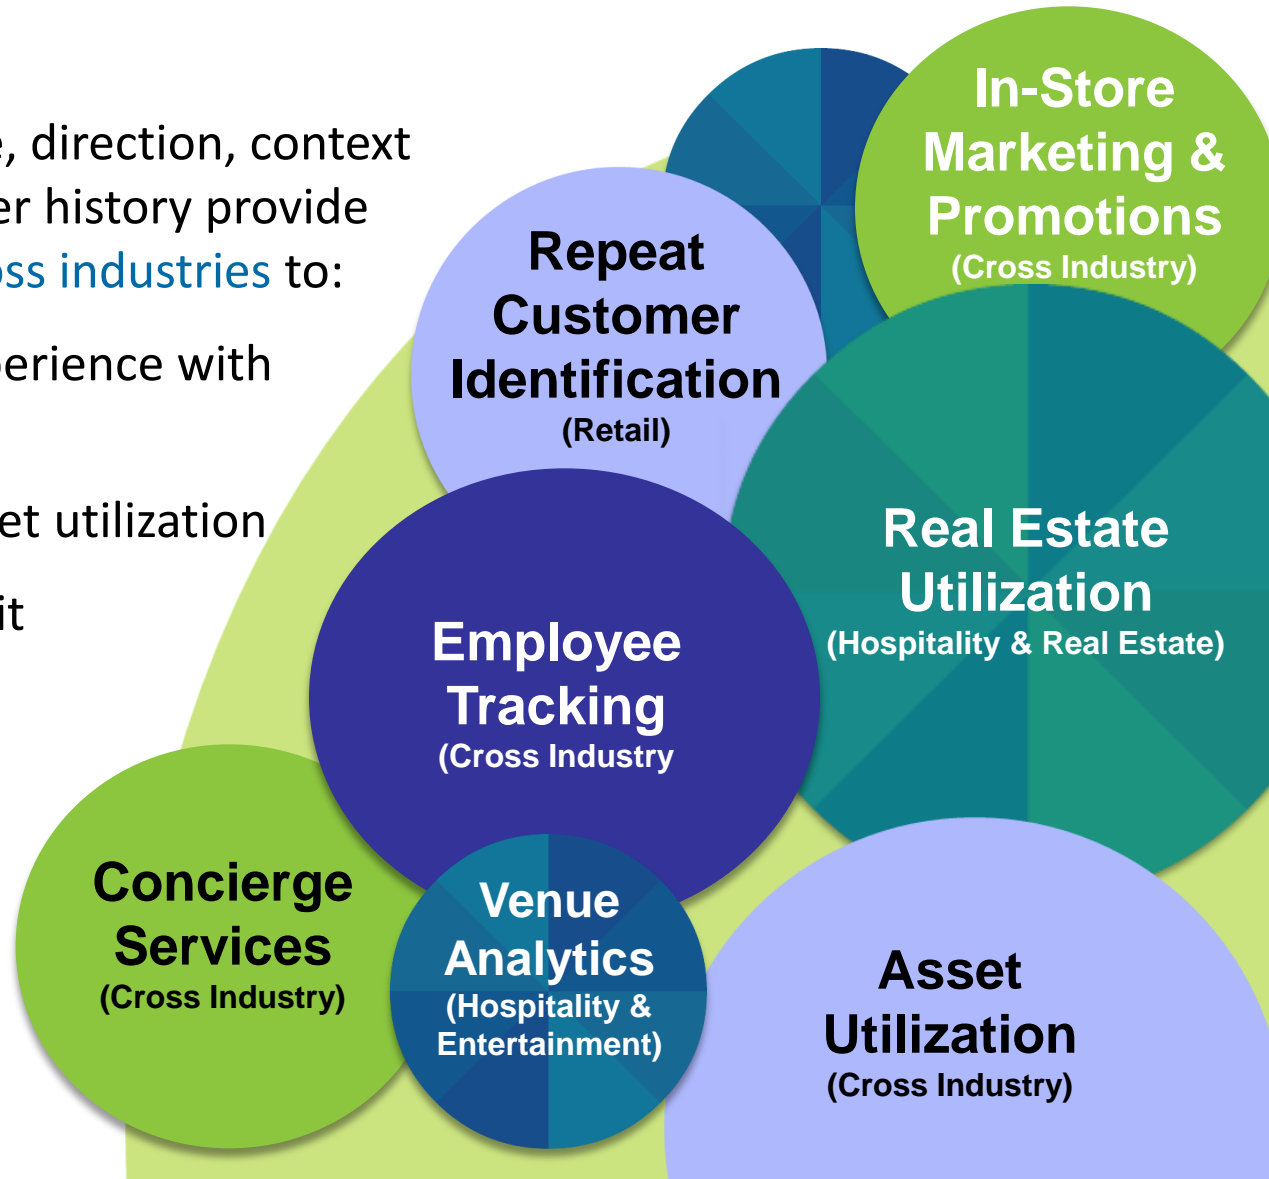 e, direction, context
er history provide
oss industries to:
perience with
et utilization
it
In-Store
Marketing &
Promotions
(Cross Industry)
Repeat
Customer
Identification
(Retail)
Real Estate
Utilization
(Hospitality & Real Estate)
Employee
Tracking
(Cross Industry
Concierge
Services
(Cross Industry)
Venue
Analytics
(Hospitality &
Entertainment)
Asset
Utilization
(Cross Industry)